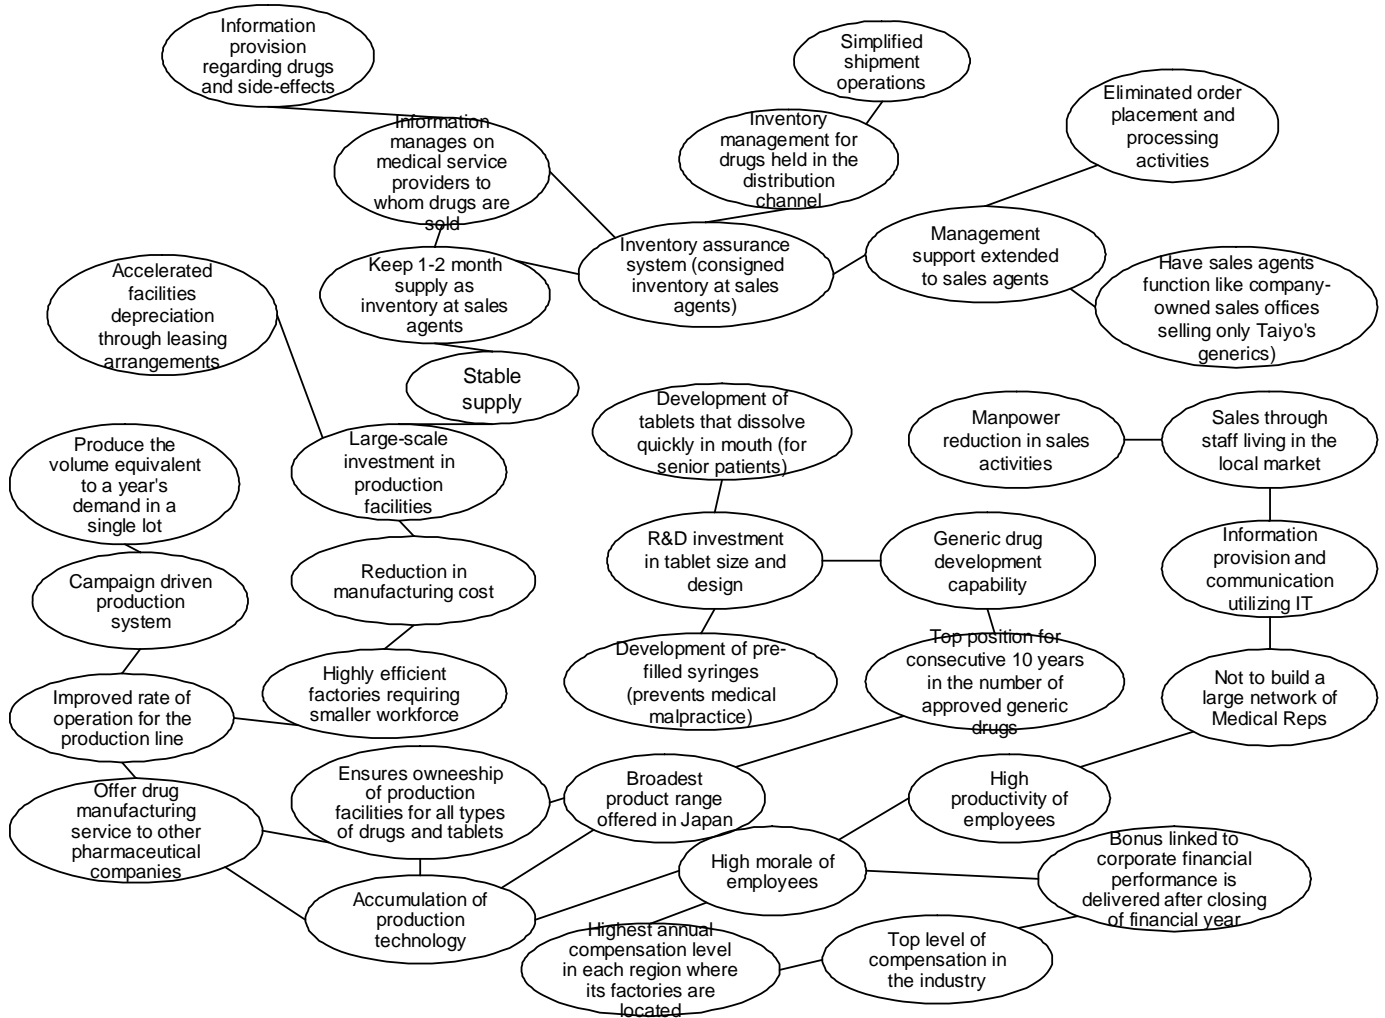 Information
provision
regarding drugs
and side-effects
Simplified
shipment
operations
Eliminated order
placement and
processing
activities
Information
manages on
medical service
providers to
whom drugs are
sold
Inventory
management for
drugs held in the
distribution
channel
Management
support extended
to sales agents
Inventory assurance
system (consigned
inventory at sales
agents)
Keep 1-2 month
supply as
inventory at sales
agents
Accelerated
facilities
depreciation
through leasing
arrangements
Have sales agents
function like company-
owned sales offices
selling only Taiyo's
generics)
Stable
supply
Development of
tablets that dissolve
quickly in mouth (for
senior patients)
Manpower
reduction in sales
activities
Sales through
staff living in the
local market
Produce the
volume equivalent
to a year's
demand in a
single lot
Large-scale
investment in
production
facilities
R&D investment
in tablet size and
design
Generic drug
development
capability
Information
provision and
communication
utilizing IT
Campaign driven
production
system
Reduction in
manufacturing cost
Development of pre-
filled syringes
(prevents medical
malpractice)
Top position for
consecutive 10 years
in the number of
approved generic
drugs
Not to build a
large network of
Medical Reps
Improved rate of
operation for the
production line
Highly efficient
factories requiring
smaller workforce
Ensures owneeship
of production
facilities for all types
of drugs and tablets
Broadest
product range
offered in Japan
High
productivity of
employees
Offer drug
manufacturing
service to other
pharmaceutical
companies
High morale of
employees
Bonus linked to
corporate financial
performance is
delivered after closing
of financial year
Accumulation of
production
technology
Highest annual
compensation level
in each region where
its factories are
located
Top level of
compensation in
the industry